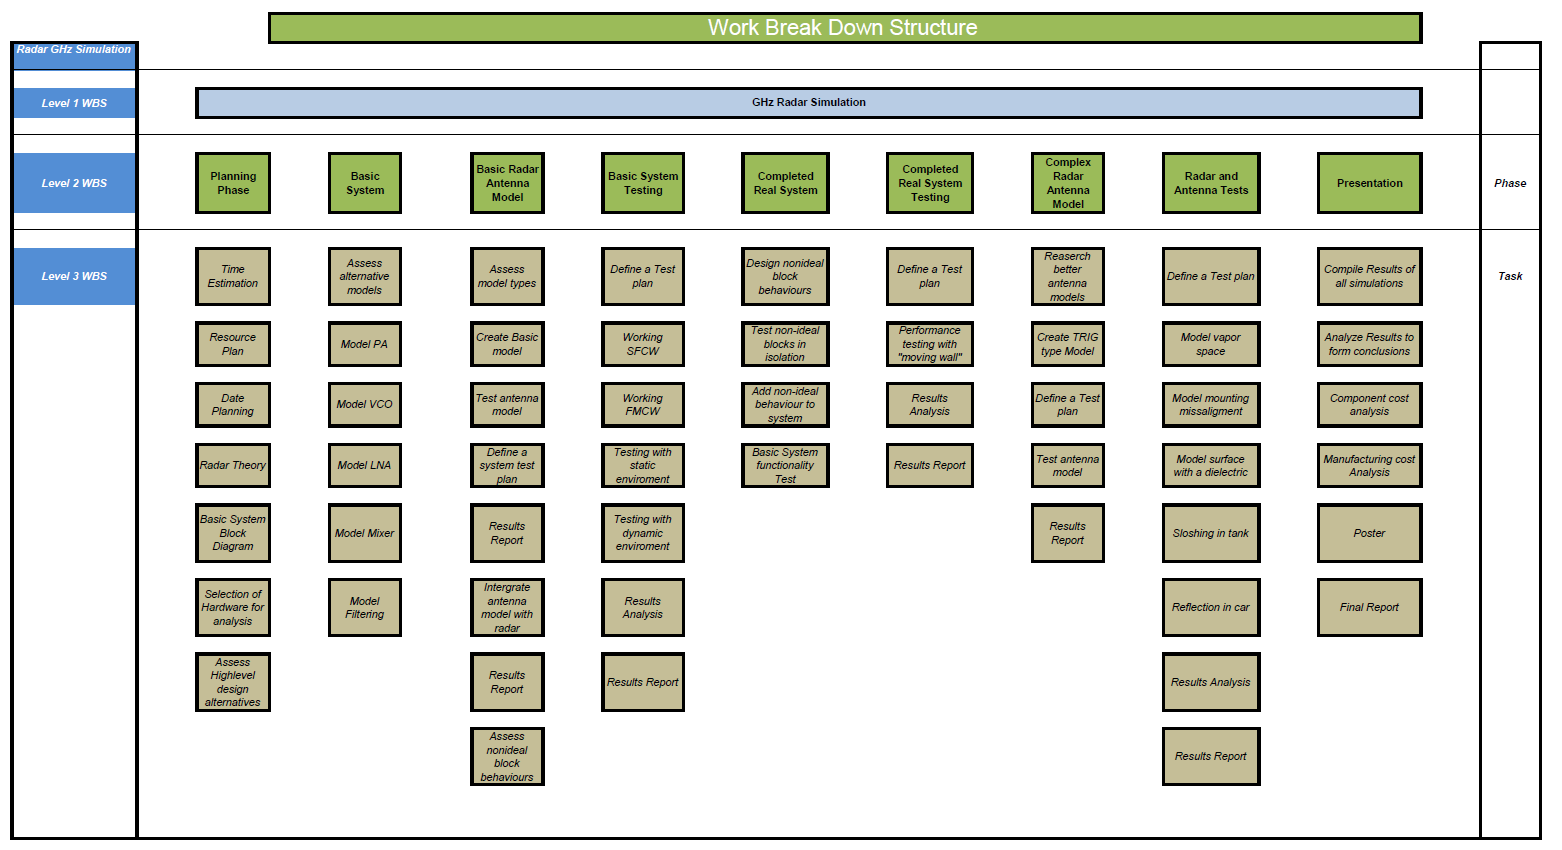 Work Break Down Structure
Radar GHz Simulation
Level 1 WBS
GHz Radar Simulation
Level 2 WBS
Planning
Phase
Basic
System
Basic Radar
Antenna
Model
Basic System
Testing
Completed
Real System
Completed
Real System
Testing
Complex
Radar
Antenna
Model
Radar and
Antenna Tests
Presentation
Phase
Level 3 WBS
Time
Estimation
Assess
alternative
models
Assess
model types
Define a Test
plan
Design nonideal
block
behaviours
Define a Test
plan
Reaserch
better
antenna
models
Define a Test plan
Compile Results of
all simulations
Task
Resource
Plan
Model PA
Create Basic
model
Working
SFCW
Test non-ideal
blocks in
isolation
Performance
testing with
"moving wall"
Create TRIG
type Model
Model vapor
space
Analyze Results to
form conclusions
Date
Planning
Model VCO
Test antenna
model
Working
FMCW
Add non-ideal
behaviour to
system
Results
Analysis
Define a Test
plan
Model mounting
missaligment
Component cost
analysis
Radar Theory
Model LNA
Define a
system test
plan
Testing with
static
enviroment
Basic System
functionality
Test
Results Report
Test antenna
model
Model surface
with a dielectric
Manufacturing cost
Analysis
Basic System
Block
Diagram
Model Mixer
Results
Report
Testing with
dynamic
enviroment
Results
Report
Sloshing in tank
Poster
Selection of
Hardware for
analysis
Model
Filtering
Intergrate
antenna
model with
radar
Results
Analysis
Reflection in car
Final Report
Assess
Highlevel
design
alternatives
Results
Report
Results Report
Results Analysis
Assess
nonideal
block
behaviours
Results Report